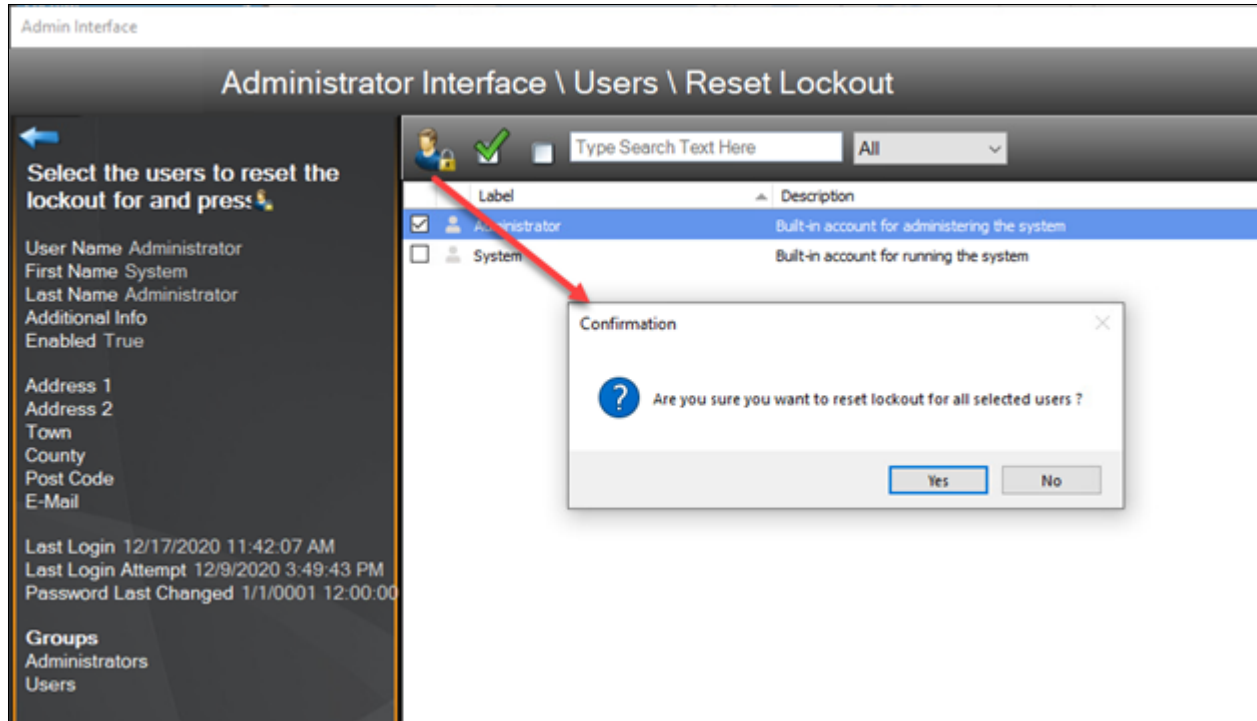 Admin Interface
Administrator Interface \ Users \ Reset Lockout
Select the users to reset the
lockout for and press
User Name Administrator
First Name System
Last Name Administrator
Additional Info
Enabled True
Address 1
Address 2
Town
County
Post Code
E-Mail
Last Login 12/17/2020 11:42:07 AM
Last Login Attempt 12/9/2020 3:49:43 PM
Password Last Changed 1/1/0001 12:00:00
Groups
Administrators
Users
Type Search Text Here All
Label Description
Administrator Built-in account for administering the system
System Built-in account for running the system
Confirmation
Are you sure you want to reset lockout for all selected users ?
Yes No